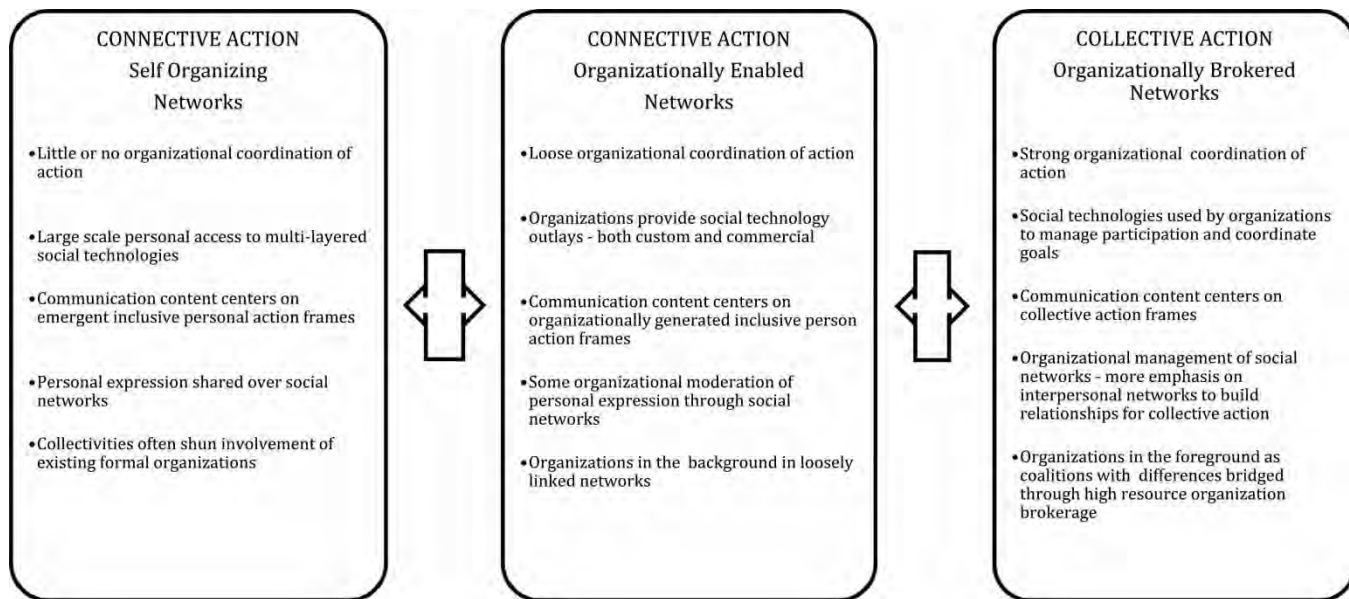 CONNECTIVE ACTION
Self Organizing
Networks
•Little or no organizational coordination of
action
•Large scale personal access to multi-layered
social technologies
•Communication content centers on
emergent inclusive personal action frames
•Personal expression shared over social
networks
•Collectivities often shun involvement of
existing formal organizations
CONNECTIVE ACTION
Organizationally Enabled
Networks
•Loose organizational coordination of action
•Organizations provide social technology
outlays - both custom and commercial
•Communication content centers on
organizationally generated inclusive person
action frames
•Some organizational moderation of
personal expression through social
networks
•Organizations in the background in loosely
linked networks
COLLECTIVE ACTION
Organizationally Brokered
Networks
•Strong organizational coordination of
action
•Social technologies used by organizations
to manage participation and coordinate
goals
•Communication content centers on
collective action frames
•Organizational management of social
networks - more emphasis on
interpersonal networks to build
relationships for collective action
•Organizations in the foreground as
coalitions with differences bridged
through high resource organization
brokerage